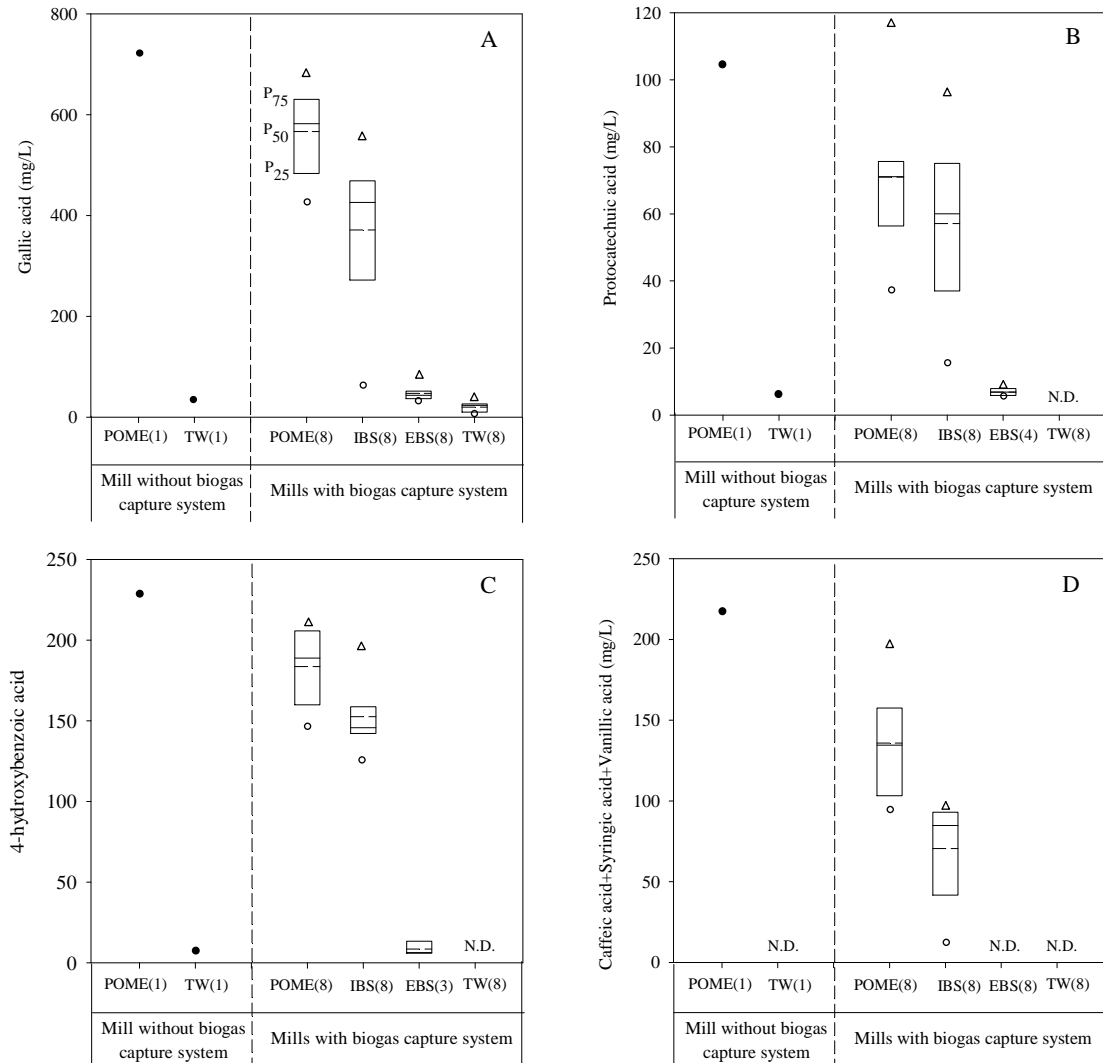 A
Gallic acid (mg/L)
800
600
400
200
0
P75
P50
P25
POME(1) TW(1) POME(8) IBS(8) EBS(8) TW(8)
Mill without biogas
capture system
Mills with biogas capture system
B
Protocatechuic acid (mg/L)
120
100
80
60
40
20
0
N.D.
POME(1) TW(1) POME(8) IBS(8) EBS(4) TW(8)
Mill without biogas
capture system
Mills with biogas capture system
C
4-hydroxybenzoic acid
250
200
150
100
50
0
N.D.
POME(1) TW(1) POME(8) IBS(8) EBS(3) TW(8)
Mill without biogas
capture system
Mills with biogas capture system
D
Caffeic acid+Syringic acid+Vanillic acid (mg/L)
250
200
150
100
50
0
N.D. N.D. N.D.
POME(1) TW(1) POME(8) IBS(8) EBS(8) TW(8)
Mill without biogas
capture system
Mills with biogas capture system